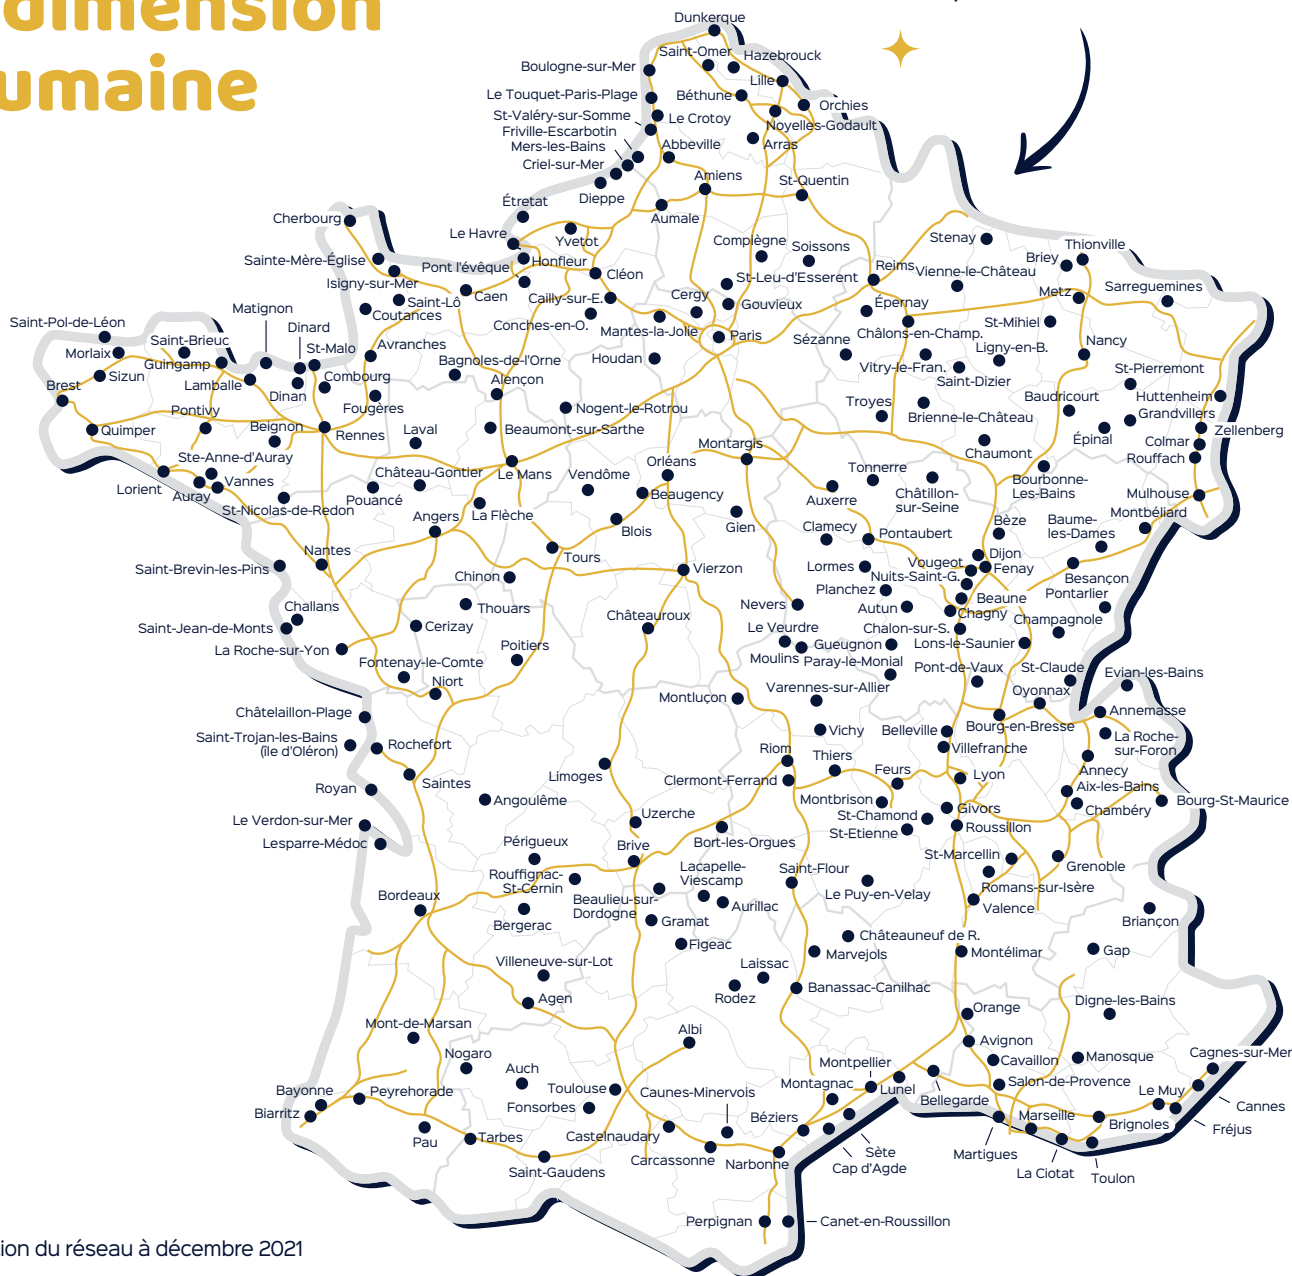 dimension
umaine
Dunkerque
Saint-Omer
Hazebrouck
Boulogne-sur-Mer
Lille
Le Touquet-Paris-Plage
Béthune
Orchies
St-Valéry-sur-Somme
Le Crotoy
Noyelles-Godault
Friville-Escarbotin
Mers-les-Bains
Abbeville
Arras
Criel-sur-Mer
Amiens
St-Quentin
Dieppe
Étretat
Aumale
Cherbourg
Le Havre
Yvetot
Compiègne
Soissons
Stenay
Thionville
Briey
Sainte-Mère-Église
Pont l'évêque
Honfleur
Cléon
St-Leu-d'Esserent
Reims
Vienne-le-Château
Isigny-sur-Mer
Saint-Lô
Caen
Cailly-sur-E.
Cergy
Gouvieux
Épernay
Metz
Sarreguemines
Matignon
Coutances
Conches-en-O.
Mantes-la-Jolie
Paris
Châlons-en-Champ.
St-Mihiel
Saint-Pol-de-Léon
Dinard
Saint-Brieuc
St-Malo
Avranches
Sézanne
Nancy
Morlaix
Guingamp
Bagnoles-de-l'Orne
Houdan
Ligny-en-B.
Vitry-le-Fran.
St-Pierremont
Sizun
Lamballe
Combourg
Alençon
Saint-Dizier
Brest
Dinan
Troyes
Baudricourt
Huttenheim
Pontivy
Fougères
Nogent-le-Rotrou
Brienne-le-Château
Grandvillers
Quimper
Beignon
Rennes
Laval
Beaumont-sur-Sarthe
Épinal
Zellenberg
Colmar
Montargis
Chaumont
Ste-Anne-d'Auray
Orléans
Rouffach
Château-Gontier
Le Mans
Vendôme
Tonnerre
Bourbonne-
Les-Bains
Lorient
Auray
Vannes
Beaugency
Auxerre
Châtillon-
sur-Seine
Mulhouse
Pouancé
St-Nicolas-de-Redon
La Flèche
Angers
Montbéliard
Blois
Gien
Clamecy
Pontaubert
Bèze
Baume-
les-Dames
Nantes
Tours
Dijon
Saint-Brevin-les-Pins
Vierzon
Lormes
Vougeot
Fenay
Chinon
Nuits-Saint-G.
Besançon
Planchez
Pontarlier
Challans
Thouars
Châteauroux
Nevers
Autun
Beaune
Chagny
Champagnole
Saint-Jean-de-Monts
Cerizay
Le Veurdre
Chalon-sur-S.
La Roche-sur-Yon
Poitiers
Gueugnon
Lons-le-Saunier
Fontenay-le-Comte
Moulins
Paray-le-Monial
Pont-de-Vaux
St-Claude
Evian-les-Bains
Niort
Montluçon
Varennes-sur-Allier
Oyonnax
Châtelaillon-Plage
Annemasse
Saint-Trojan-les-Bains
(île d'Oléron)
Rochefort
Vichy
Belleville
Bourg-en-Bresse
La Roche-
sur-Foron
Riom
Thiers
Villefranche
Limoges
Clermont-Ferrand
Feurs
Lyon
Annecy
Royan
Saintes
Aix-les-Bains
Angoulême
Montbrison
Chambéry
Bourg-St-Maurice
Uzerche
St-Chamond
Givors
Le Verdon-sur-Mer
St-Etienne
Roussillon
Lesparre-Médoc
Périgueux
Brive
Bort-les-Orgues
St-Marcellin
Grenoble
Rouffignac-
St-Cernin
Lacapelle-
Viescamp
Saint-Flour
Romans-sur-Isère
Bordeaux
Beaulieu-sur-
Dordogne
Aurillac
Le Puy-en-Velay
Valence
Bergerac
Gramat
Briançon
Châteauneuf de R.
Figeac
Marvejols
Montélimar
Gap
Villeneuve-sur-Lot
Laissac
Agen
Rodez
Banassac-Canilhac
Digne-les-Bains
Orange
Mont-de-Marsan
Albi
Avignon
Nogaro
Montpellier
Cavaillon
Manosque
Cagnes-sur-Mer
Auch
Bayonne
Peyrehorade
Toulouse
Caunes-Minervois
Montagnac
Lunel
Salon-de-Provence
Le Muy
Biarritz
Fonsorbes
Bellegarde
Cannes
Béziers
Marseille
Brignoles
Fréjus
Pau
Tarbes
Castelnaudary
Sète
Carcassonne
Narbonne
Cap d'Agde
Martigues
Saint-Gaudens
La Ciotat
Toulon
Perpignan
Canet-en-Roussillon
ion du réseau à décembre 2021